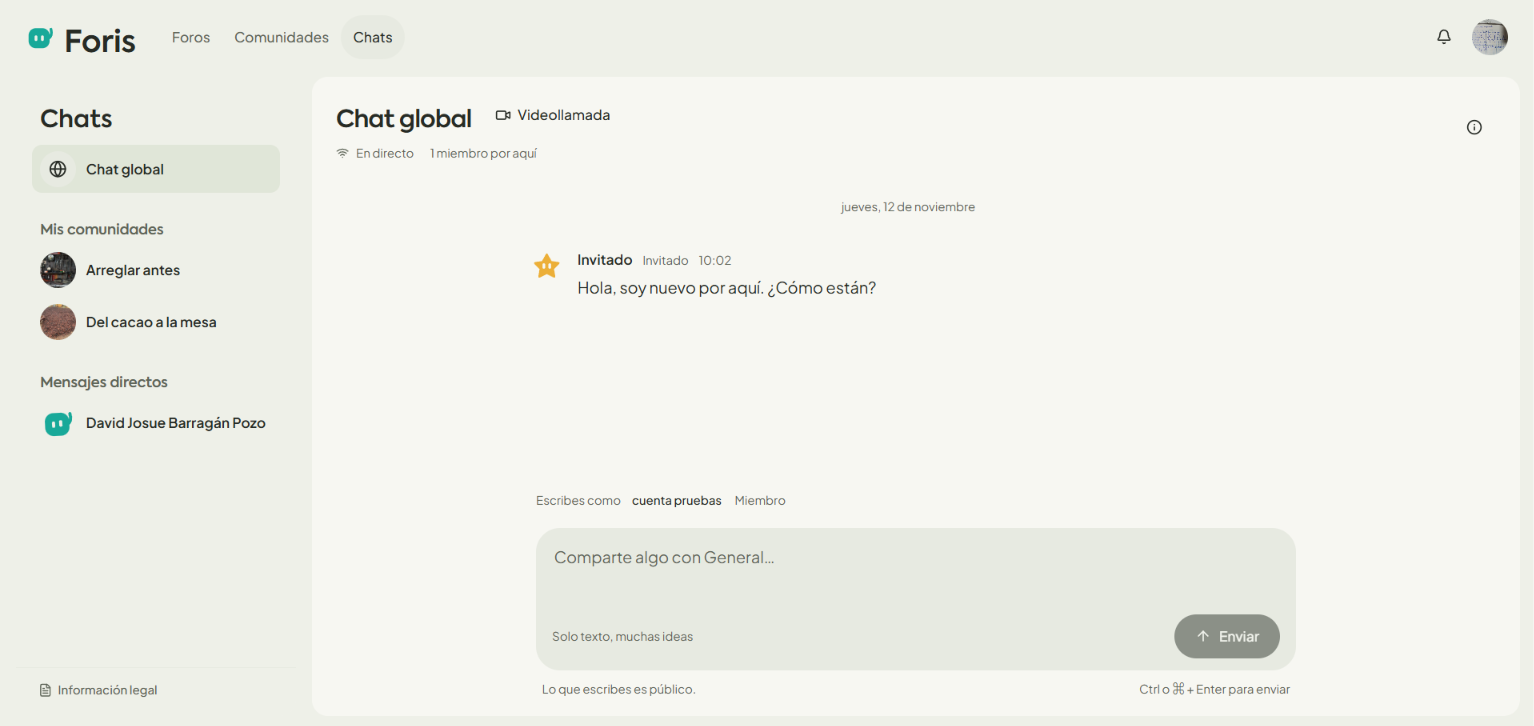 Foris
Foros
Comunidades
Chats
Chats
Chat global
Mis comunidades
Arreglar antes
Del cacao a la mesa
Mensajes directos
David Josue Barragán Pozo
Información legal
Chat global
Videollamada
En directo 1 miembro por aquí
jueves, 12 de noviembre
Invitado Invitado 10:02
Hola, soy nuevo por aquí. ¿Cómo están?
Escribes como cuenta pruebas Miembro
Comparte algo con General…
Solo texto, muchas ideas
Enviar
Lo que escribes es público.
Ctrl o ⌘ + Enter para enviar